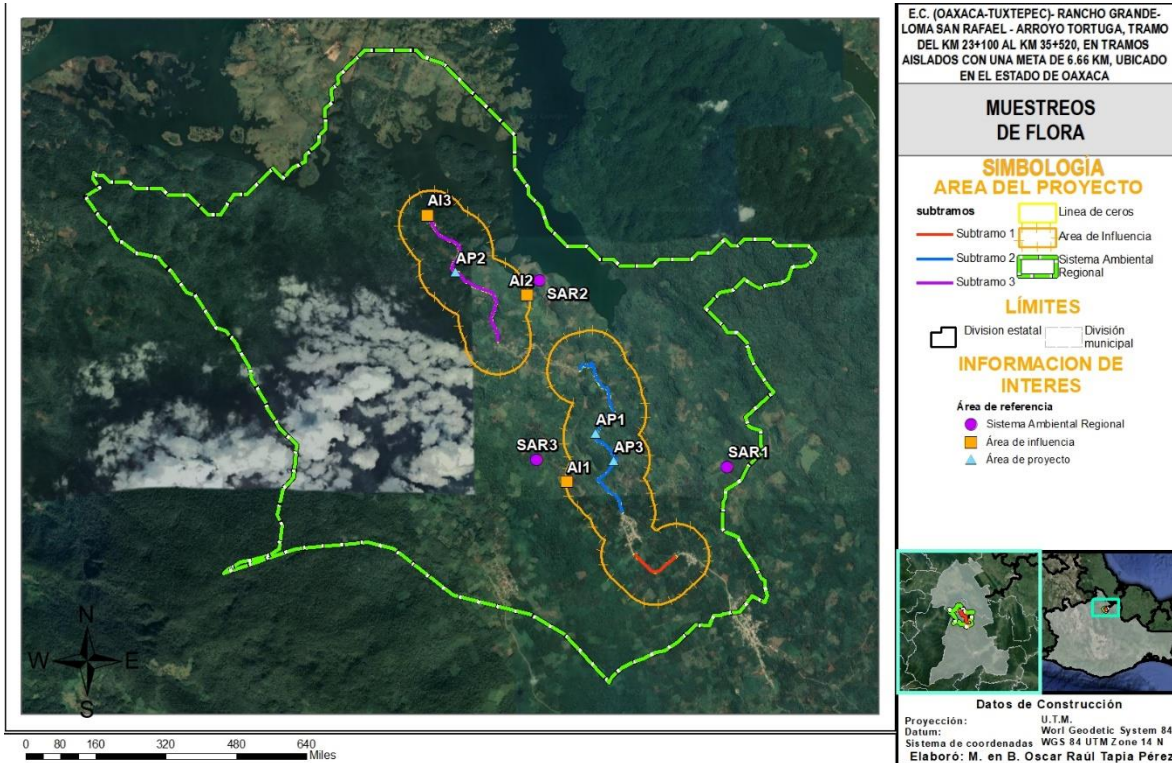 E.C. (OAXACA-TUXTEPEC)- RANCHO GRANDE-
LOMA SAN RAFAEL - ARROYO TORTUGA, TRAMO
DEL KM 23+100 AL KM 35+520, EN TRAMOS
AISLADOS CON UNA META DE 6.66 KM, UBICADO
EN EL ESTADO DE OAXACA
MUESTREOS
DE FLORA
SIMBOLOGÌA
AREA DEL PROYECTO
subtramos
Subtramo 1
Subtramo 2
Subtramo 3
Linea de ceros
Area de Influencia
Sistema Ambiental
Regional
LÍMITES
Division estatal
División
municipal
INFORMACION DE
INTERES
Área de referencia
Sistema Ambiental Regional
Área de influencia
Área de proyecto
Datos de Construcción
Proyección: U.T.M.
Datum: Worl Geodetic System 84
Sistema de coordenadas WGS 84 UTM Zone 14 N
Elaboró: M. en B. Oscar Raúl Tapia Pérez
AI3
AP2
AI2
SAR2
AP1
AP3
SAR3
AI1
SAR1
N
W E
S
0 80 160 320 480 640
Miles